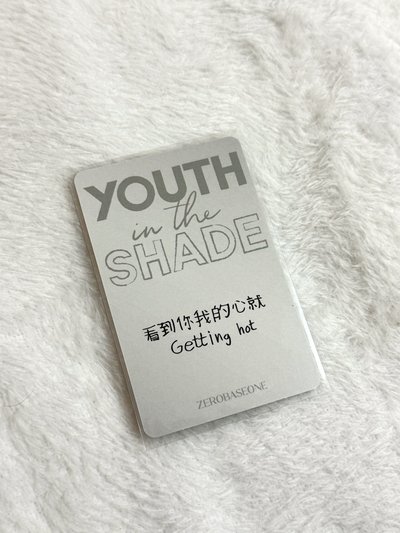 YOUTH
in the
SHADE
看到你我的心就
Getting hot
ZEROBASEONE